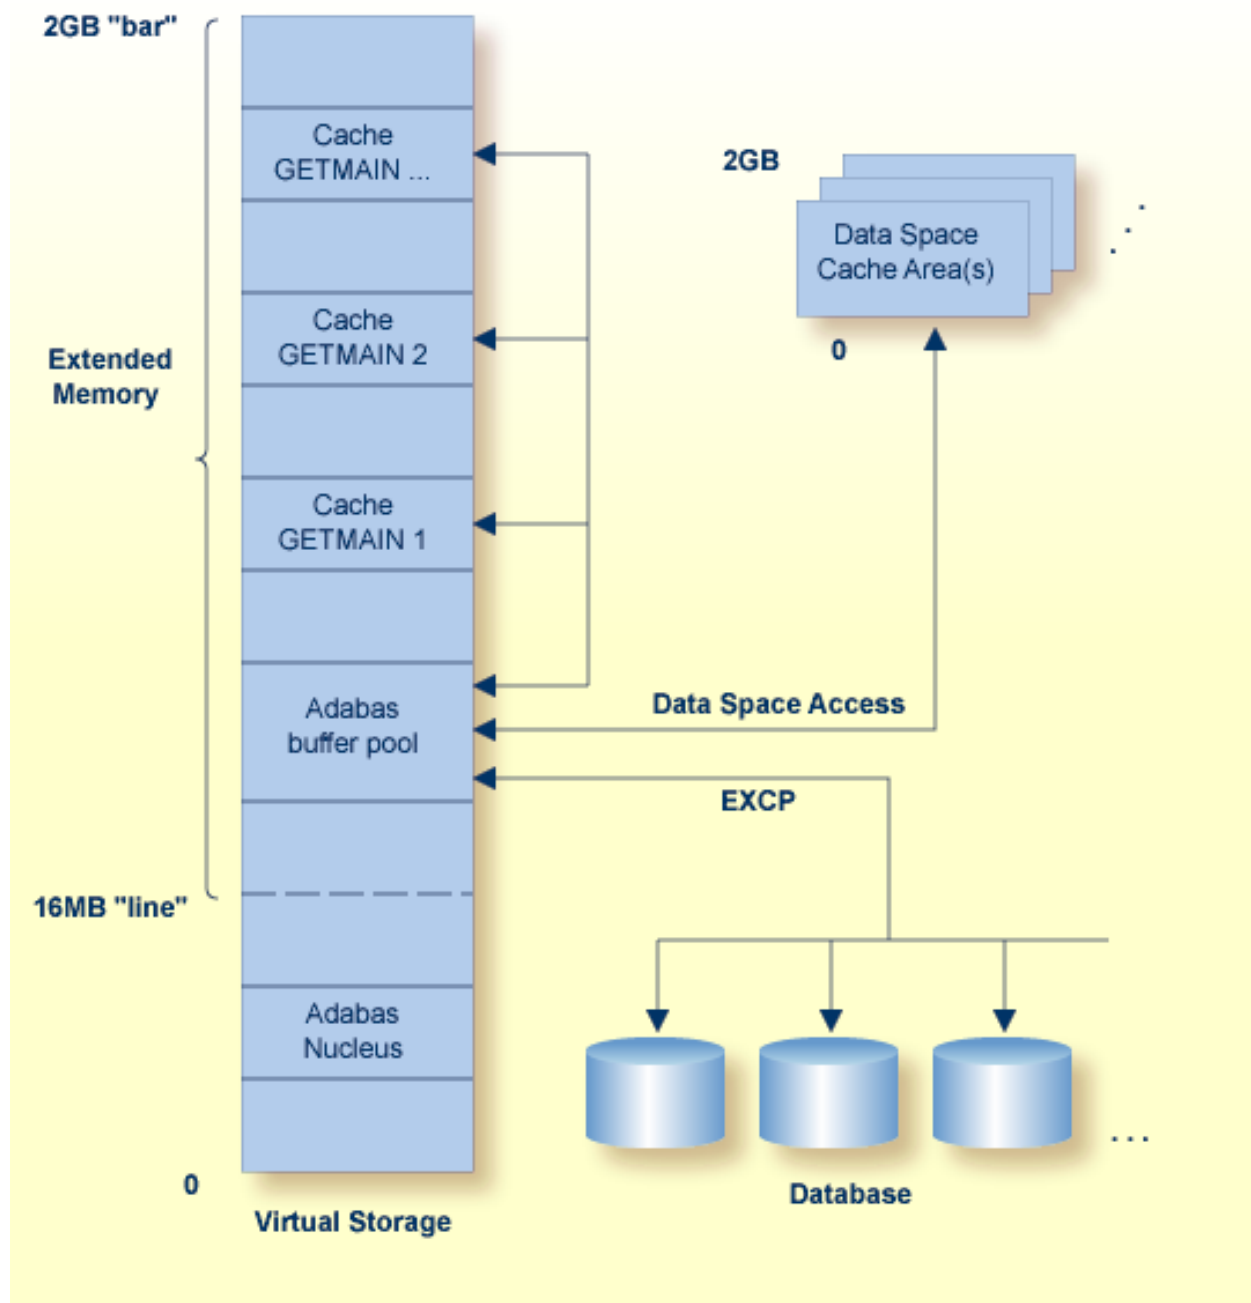 2GB "bar"
Cache
GETMAIN ...
2GB
Data Space
Cache Area(s)
0
Cache
GETMAIN 2
Extended
Memory
Cache
GETMAIN 1
Adabas
buffer pool
Data Space Access
EXCP
16MB "line"
Adabas
Nucleus
...
0
Database
Virtual Storage